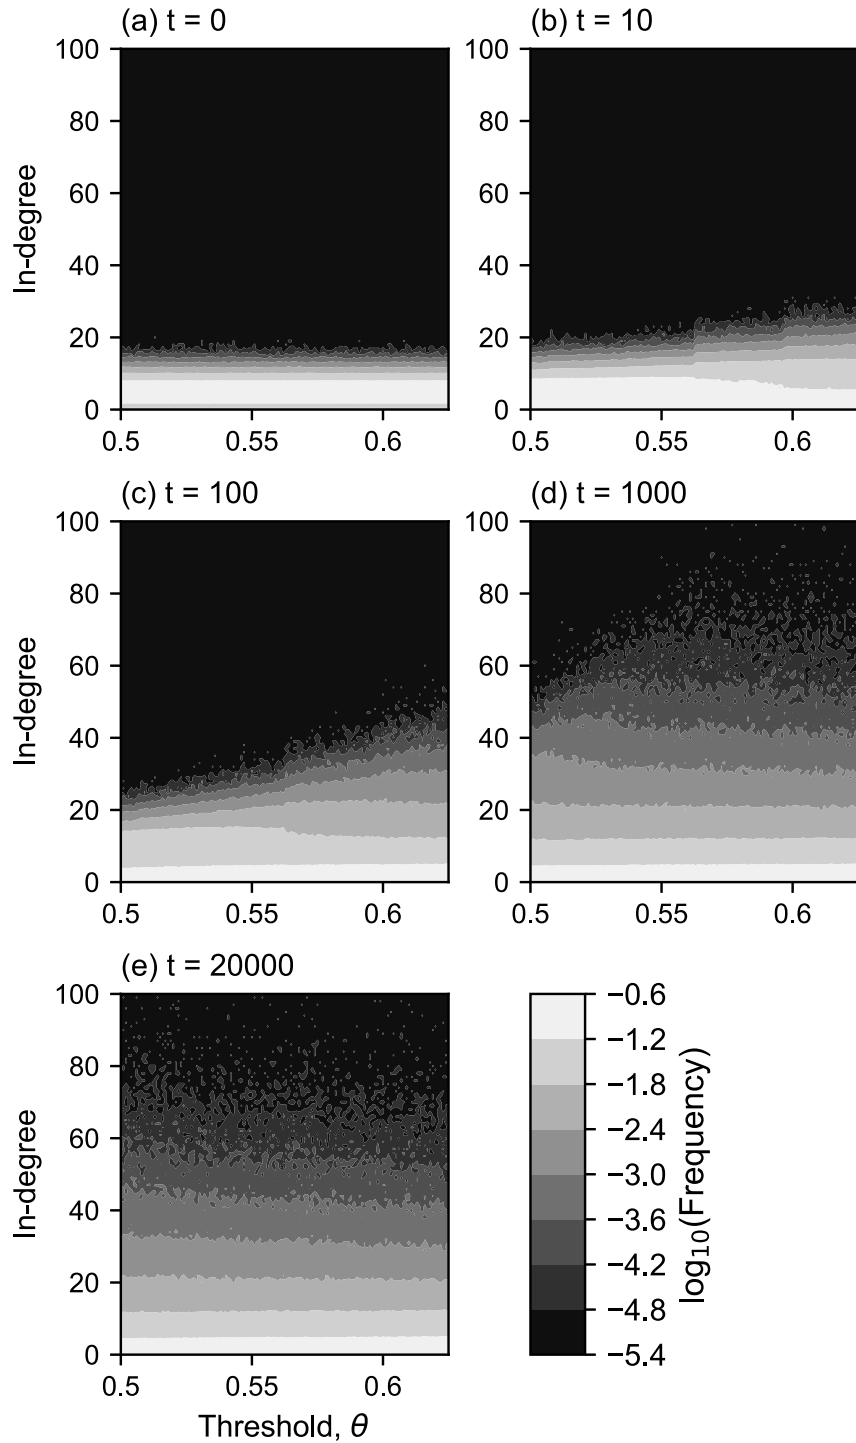 (a) t = 0
(b) t = 10
100
80
60
40
20
0
In-degree
0.5 0.55 0.6
100
80
60
40
20
0
0.5 0.55 0.6
(c) t = 100
(d) t = 1000
100
80
60
40
20
0
In-degree
0.5 0.55 0.6
100
80
60
40
20
0
0.5 0.55 0.6
(e) t = 20000
100
80
60
40
20
0
In-degree
0.5 0.55 0.6
Threshold, θ
−0.6
−1.2
−1.8
−2.4
−3.0
−3.6
−4.2
−4.8
−5.4
log₁₀(Frequency)